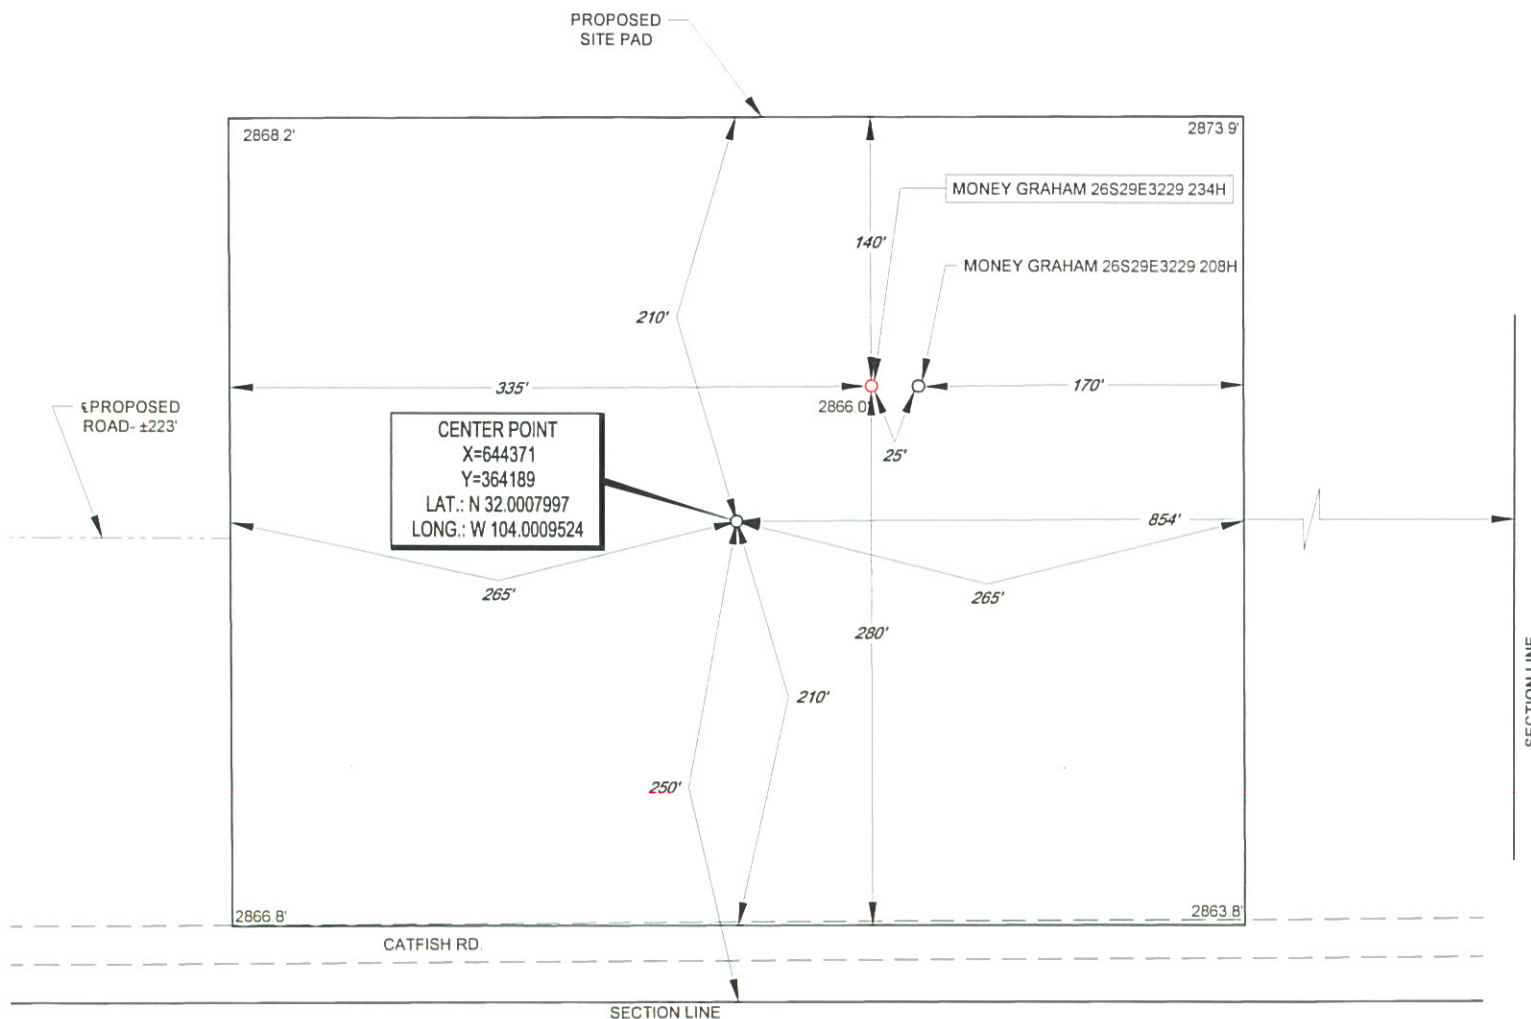 PROPOSED
SITE PAD
2868.2'
2873.9'
MONEY GRAHAM 26S29E3229 234H
140'
MONEY GRAHAM 26S29E3229 208H
210'
335'
170'
2866.0
℄PROPOSED
ROAD- ±223'
CENTER POINT
X=644371
Y=364189
LAT.: N 32.0007997
LONG.: W 104.0009524
25'
854'
265'
265'
280'
210'
SECTION LINE
250'
2866.8'
2863.8'
CATFISH RD.
SECTION LINE